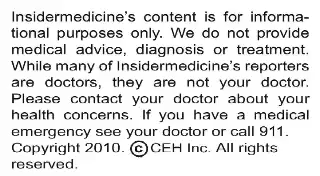 Insidermedicine's content is for informa-
tional purposes only. We do not provide
medical advice, diagnosis or treatment.
While many of Insidermedicine's reporters
are doctors, they are not your doctor.
Please contact your doctor about your
health concerns. If you have a medical
emergency see your doctor or call 911.
Copyright 2010. ©CEH Inc. All rights
reserved.